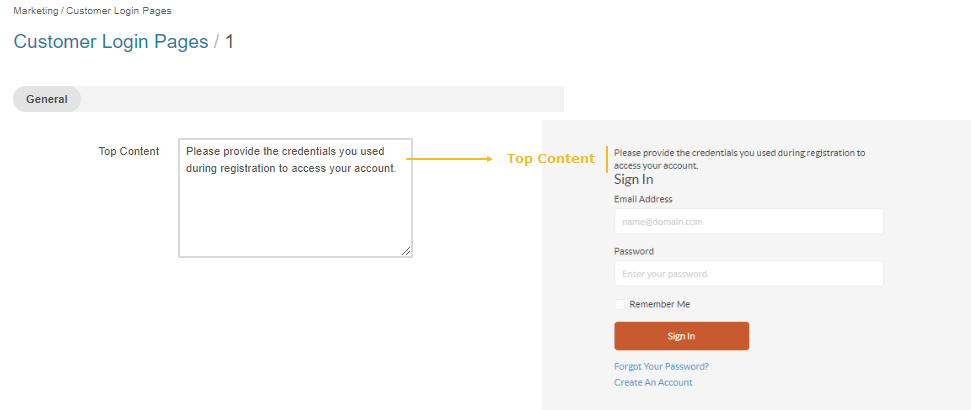 Marketing / Customer Login Pages
Customer Login Pages / 1
General
Top Content
Please provide the credentials you used
during registration to access your account.
Top Content
Please provide the credentials you used during registration to
access your account.
Sign In
Email Address
name@domain.com
Password
Enter your password
Remember Me
Sign In
Forgot Your Password?
Create An Account